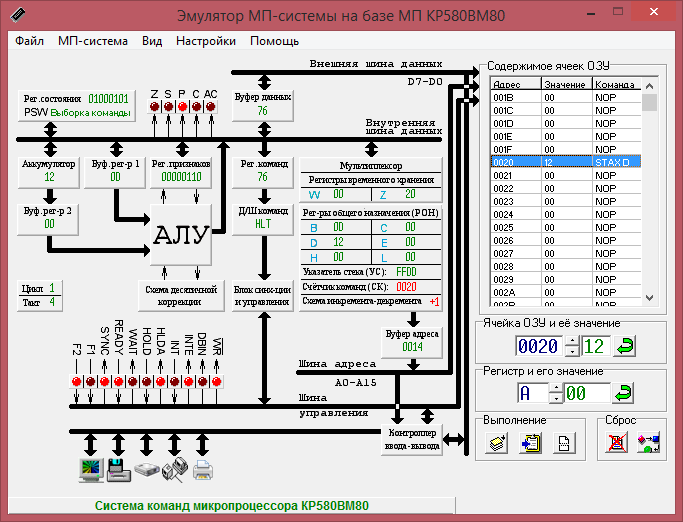 Эмулятор МП-системы на базе МП КР580ВМ80
Файл МП-система Вид Настройки Помощь
Внешняя шина данных
D7-D0
Рег.состояния 01000101
PSW Выборка команды
Z S P C AC
Буфер данных
76
Внутренняя
шина данных
Аккумулятор
12
Буф.рег-р 1
00
Рег.признаков
00000110
Рег.команд
76
Мультиплексор
Регистры временного хранения
W 00 Z 20
Буф.рег-р 2
00
АЛУ
Д/Ш команд
HLT
Рег-ры общего назначения (РОН)
B 00 C 00
D 12 E 00
H 00 L 00
Указатель стека (УС): FF00
Счётчик команд (СК): 0020
Схема инкремента-декремента +1
Цикл 1
Такт 4
Схема десятичной
коррекции
Блок синх-ции
и управления
Буфер адреса
0014
F2 F1 SYNC READY WAIT HOLD HLDA INT INTE DBIN WR
Шина адреса
A0-A15
Шина
управления
Контроллер
ввода-вывода
Система команд микропроцессора КР580ВМ80
Содержимое ячеек ОЗУ
Адрес Значение Команда
001B 00 NOP
001C 00 NOP
001D 00 NOP
001E 00 NOP
001F 00 NOP
0020 12 STAX D
0021 00 NOP
0022 00 NOP
0023 00 NOP
0024 00 NOP
0025 00 NOP
0026 00 NOP
0027 00 NOP
0028 00 NOP
0029 00 NOP
002A 00 NOP
002B 00 NOP
Ячейка ОЗУ и её значение
0020 12
Регистр и его значение
A 00
Выполнение
Сброс